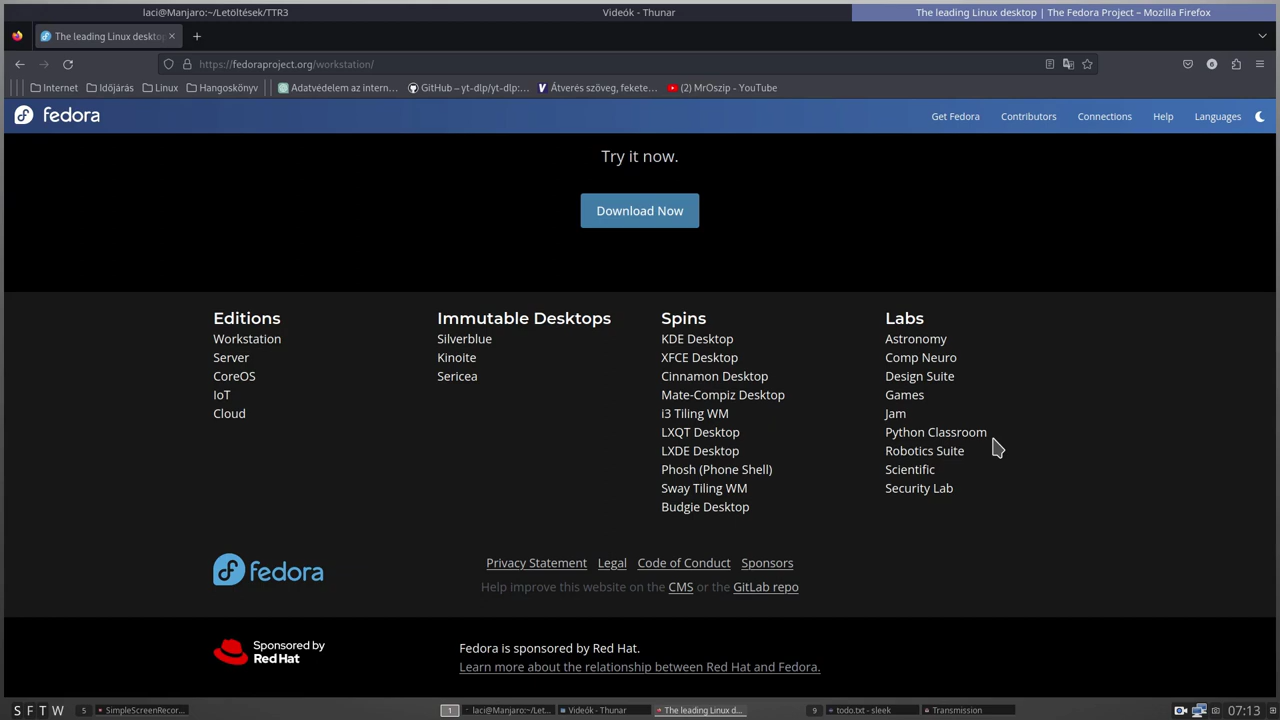 laci@Manjaro:~/Letöltések/TTR3
Videók - Thunar
The leading Linux desktop | The Fedora Project – Mozilla Firefox
The leading Linux desktop
https://fedoraproject.org/workstation/
Internet
Időjárás
Linux
Hangoskönyv
Adatvédelem az intern…
GitHub – yt-dlp/yt-dlp:…
Átverés szöveg, fekete…
(2) MrOszip - YouTube
fedora
Get Fedora
Contributors
Connections
Help
Languages
Try it now.
Download Now
Editions
Workstation
Server
CoreOS
IoT
Cloud
Immutable Desktops
Silverblue
Kinoite
Sericea
Spins
KDE Desktop
XFCE Desktop
Cinnamon Desktop
Mate-Compiz Desktop
i3 Tiling WM
LXQT Desktop
LXDE Desktop
Phosh (Phone Shell)
Sway Tiling WM
Budgie Desktop
Labs
Astronomy
Comp Neuro
Design Suite
Games
Jam
Python Classroom
Robotics Suite
Scientific
Security Lab
fedora
Privacy Statement Legal Code of Conduct Sponsors
Help improve this website on the CMS or the GitLab repo
Sponsored by
Red Hat
Fedora is sponsored by Red Hat.
Learn more about the relationship between Red Hat and Fedora.
S F T W
5
SimpleScreenRecor...
1
laci@Manjaro:~/Let...
Videók - Thunar
The leading Linux d...
9
todo.txt - sleek
Transmission
07:13